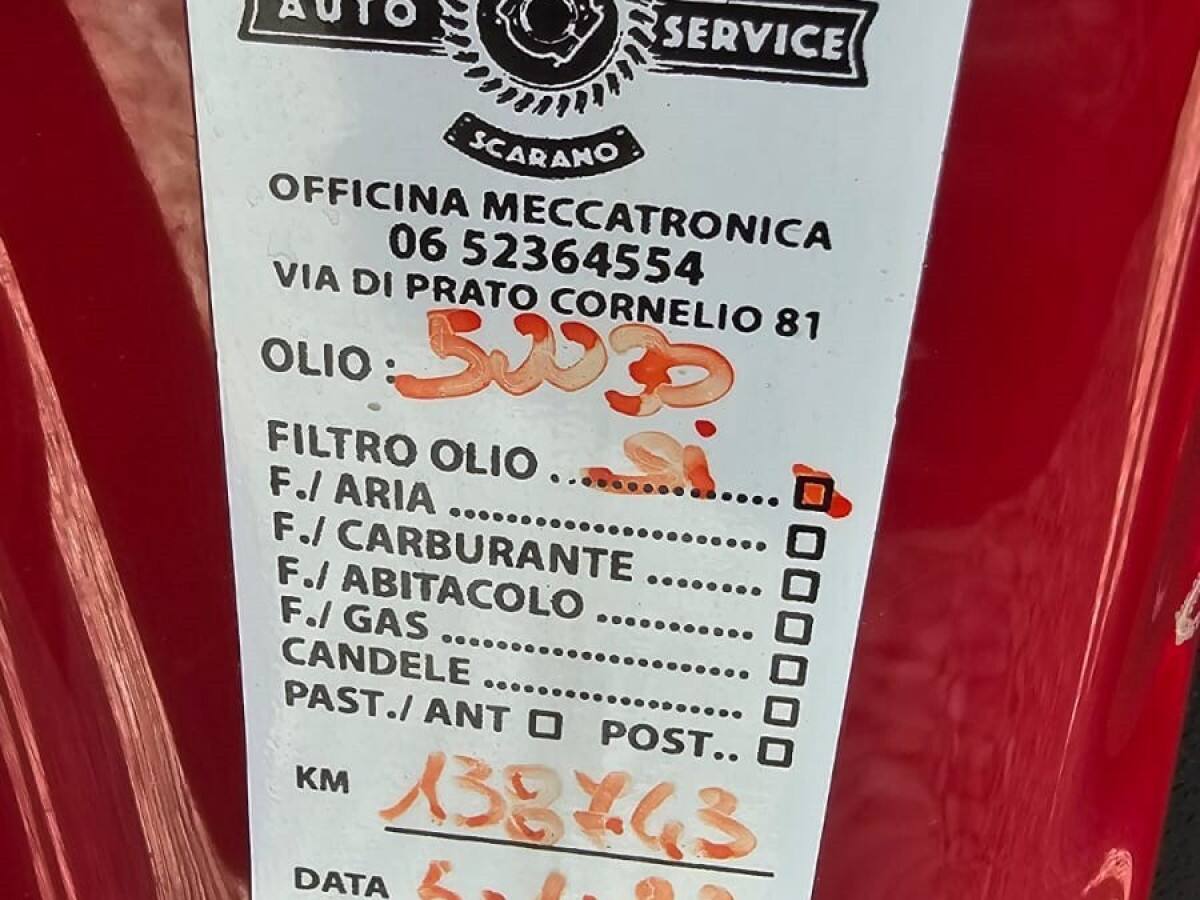 AUTO SERVICE
SCARANO
OFFICINA MECCATRONICA
06 52364554
VIA DI PRATO CORNELIO 81
OLIO : 5W30
FILTRO OLIO ................ si
F./ ARIA ......................
F./ CARBURANTE ........
F./ ABITACOLO ...........
F./ GAS ......................
CANDELE ..................
PAST./ ANT POST..
KM 138743
DATA